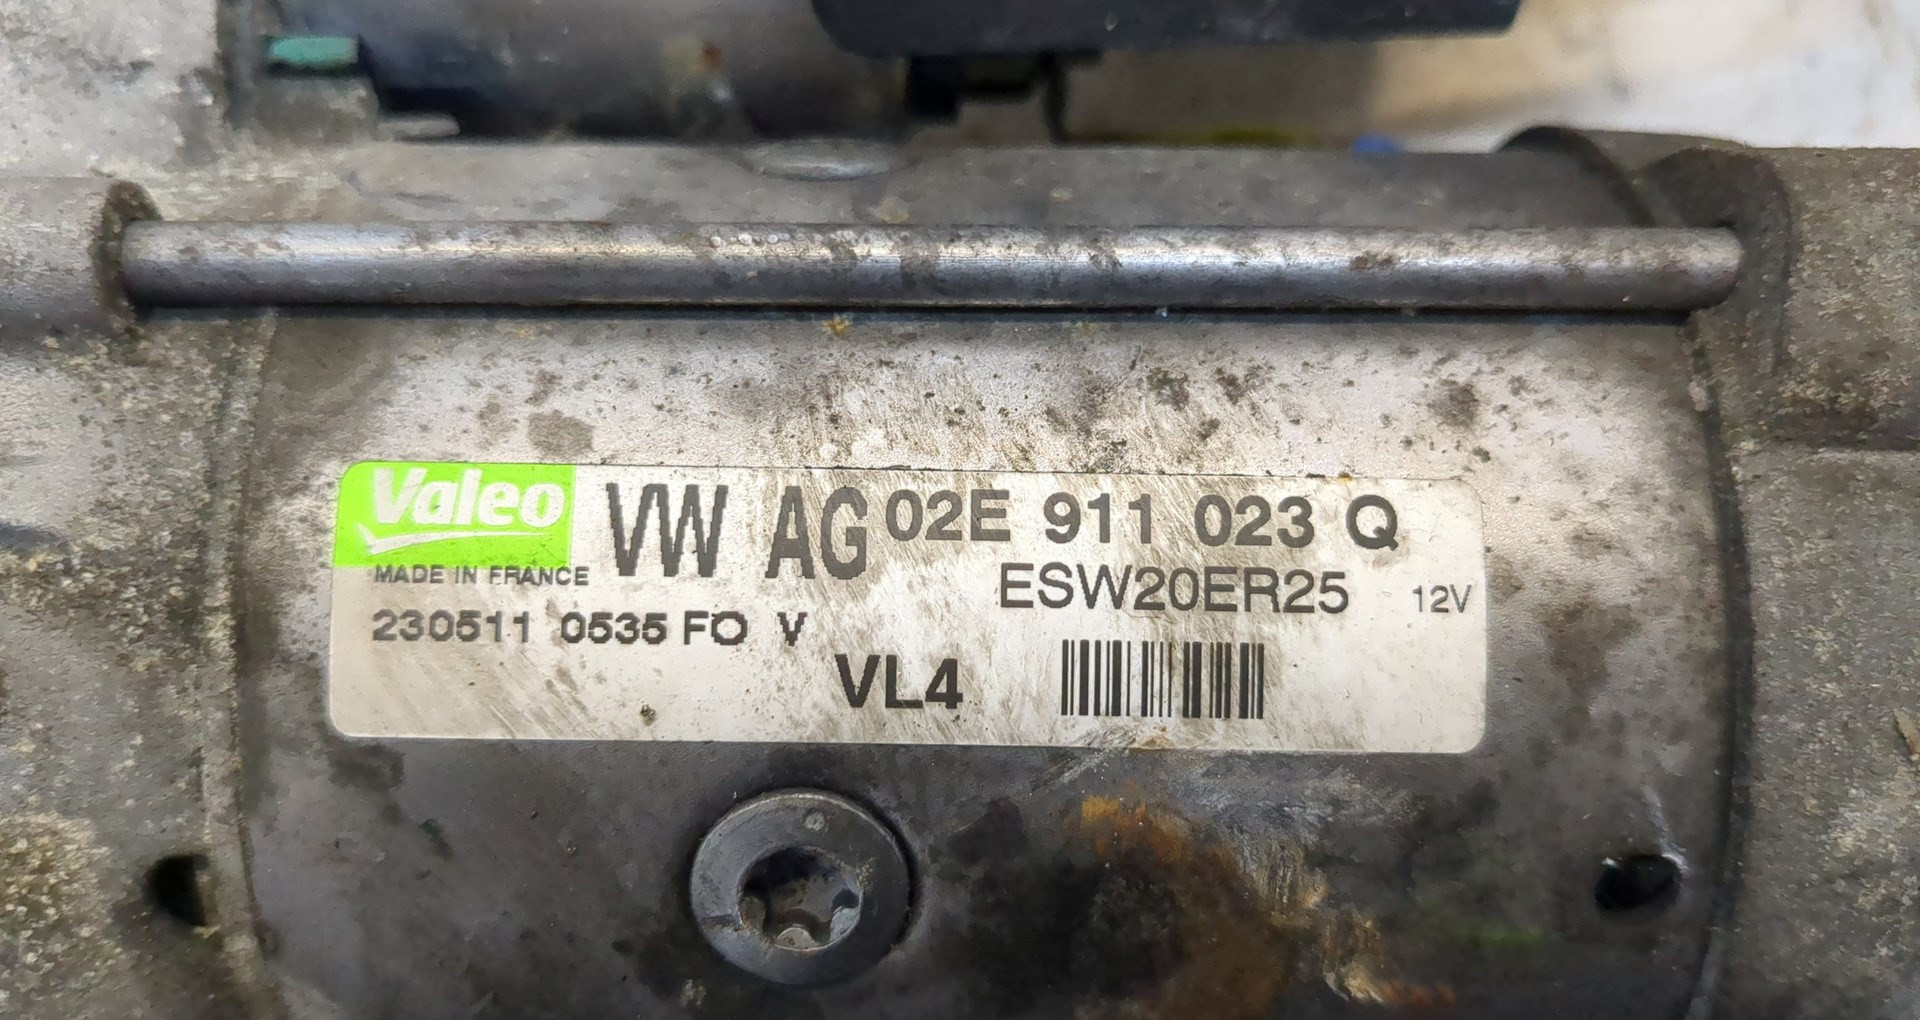 Valeo VW AG 02E 911 023 Q
MADE IN FRANCE ESW20ER25 12V
230511 0535 FO V
VL4